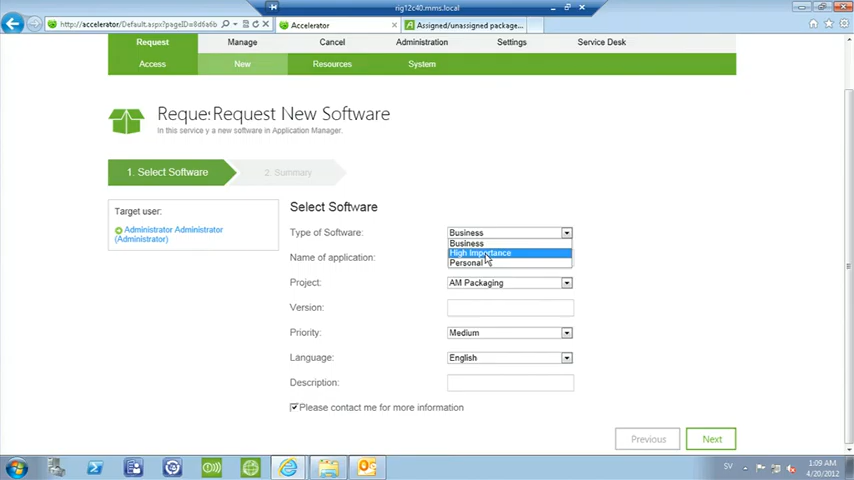 rig12c40.mms.local
http://accelerator/Default.aspx?pageIDw8d6a6b
Accelerator
Assigned/unassigned package...
Request
Manage
Cancel
Administration
Settings
Service Desk
Access
New
Resources
System
Reque:Request New Software
In this service y a new software in Application Manager.
1. Select Software
2. Summary
Target user:
Administrator Administrator
(Administrator)
Select Software
Type of Software:
Business
Business
High Importance
Personal
Name of application:
Project:
AM Packaging
Version:
Priority:
Medium
Language:
English
Description:
Please contact me for more information
Previous
Next
SV
1:09 AM
4/20/2012